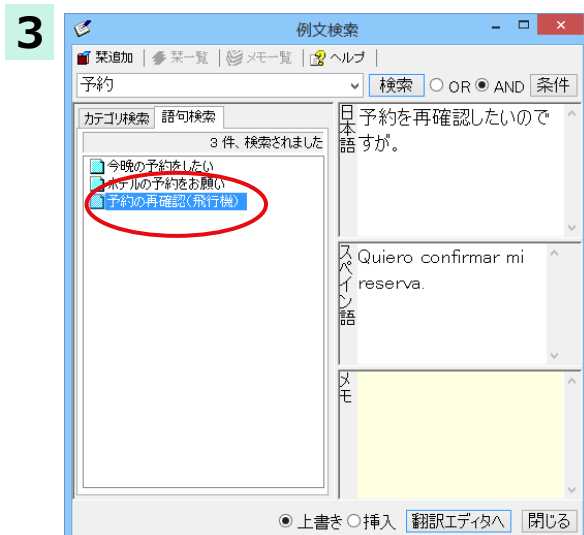 3
例文検索
栞追加 栞一覧 メモ一覧 ヘルプ
予約 検索 OR AND 条件
カテゴリ検索 語句検索
3 件、検索されました
今晩の予約をしたい
ホテルの予約をお願い
予約の再確認(飛行機)
日本語
予約を再確認したいので
すが。
スペイン語
Quiero confirmar mi
reserva.
メモ
上書き 挿入 翻訳エディタへ 閉じる